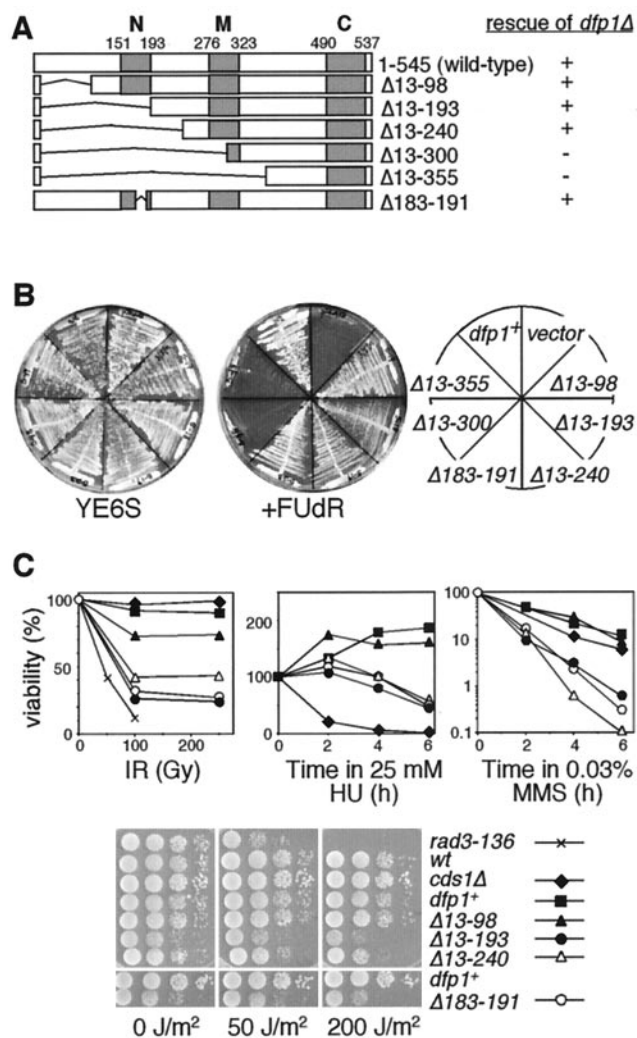 A
N M C
rescue of dfp1Δ
151 193 276 323 490 537
1-545 (wild-type) +
Δ13-98 +
Δ13-193 +
Δ13-240 +
Δ13-300 -
Δ13-355 -
Δ183-191 +
B
dfp1+ vector
Δ13-355 Δ13-98
Δ13-300 Δ13-193
Δ183-191 Δ13-240
YE6S +FUdR
C
viability (%)
100
50
0
0 100 200
IR (Gy)
200
100
0
0 2 4 6
Time in 25 mM
HU (h)
100
10
1
0.1
0 2 4 6
Time in 0.03%
MMS (h)
rad3-136
wt
cds1Δ
dfp1+
Δ13-98
Δ13-193
Δ13-240
dfp1+
Δ183-191
0 J/m² 50 J/m² 200 J/m²